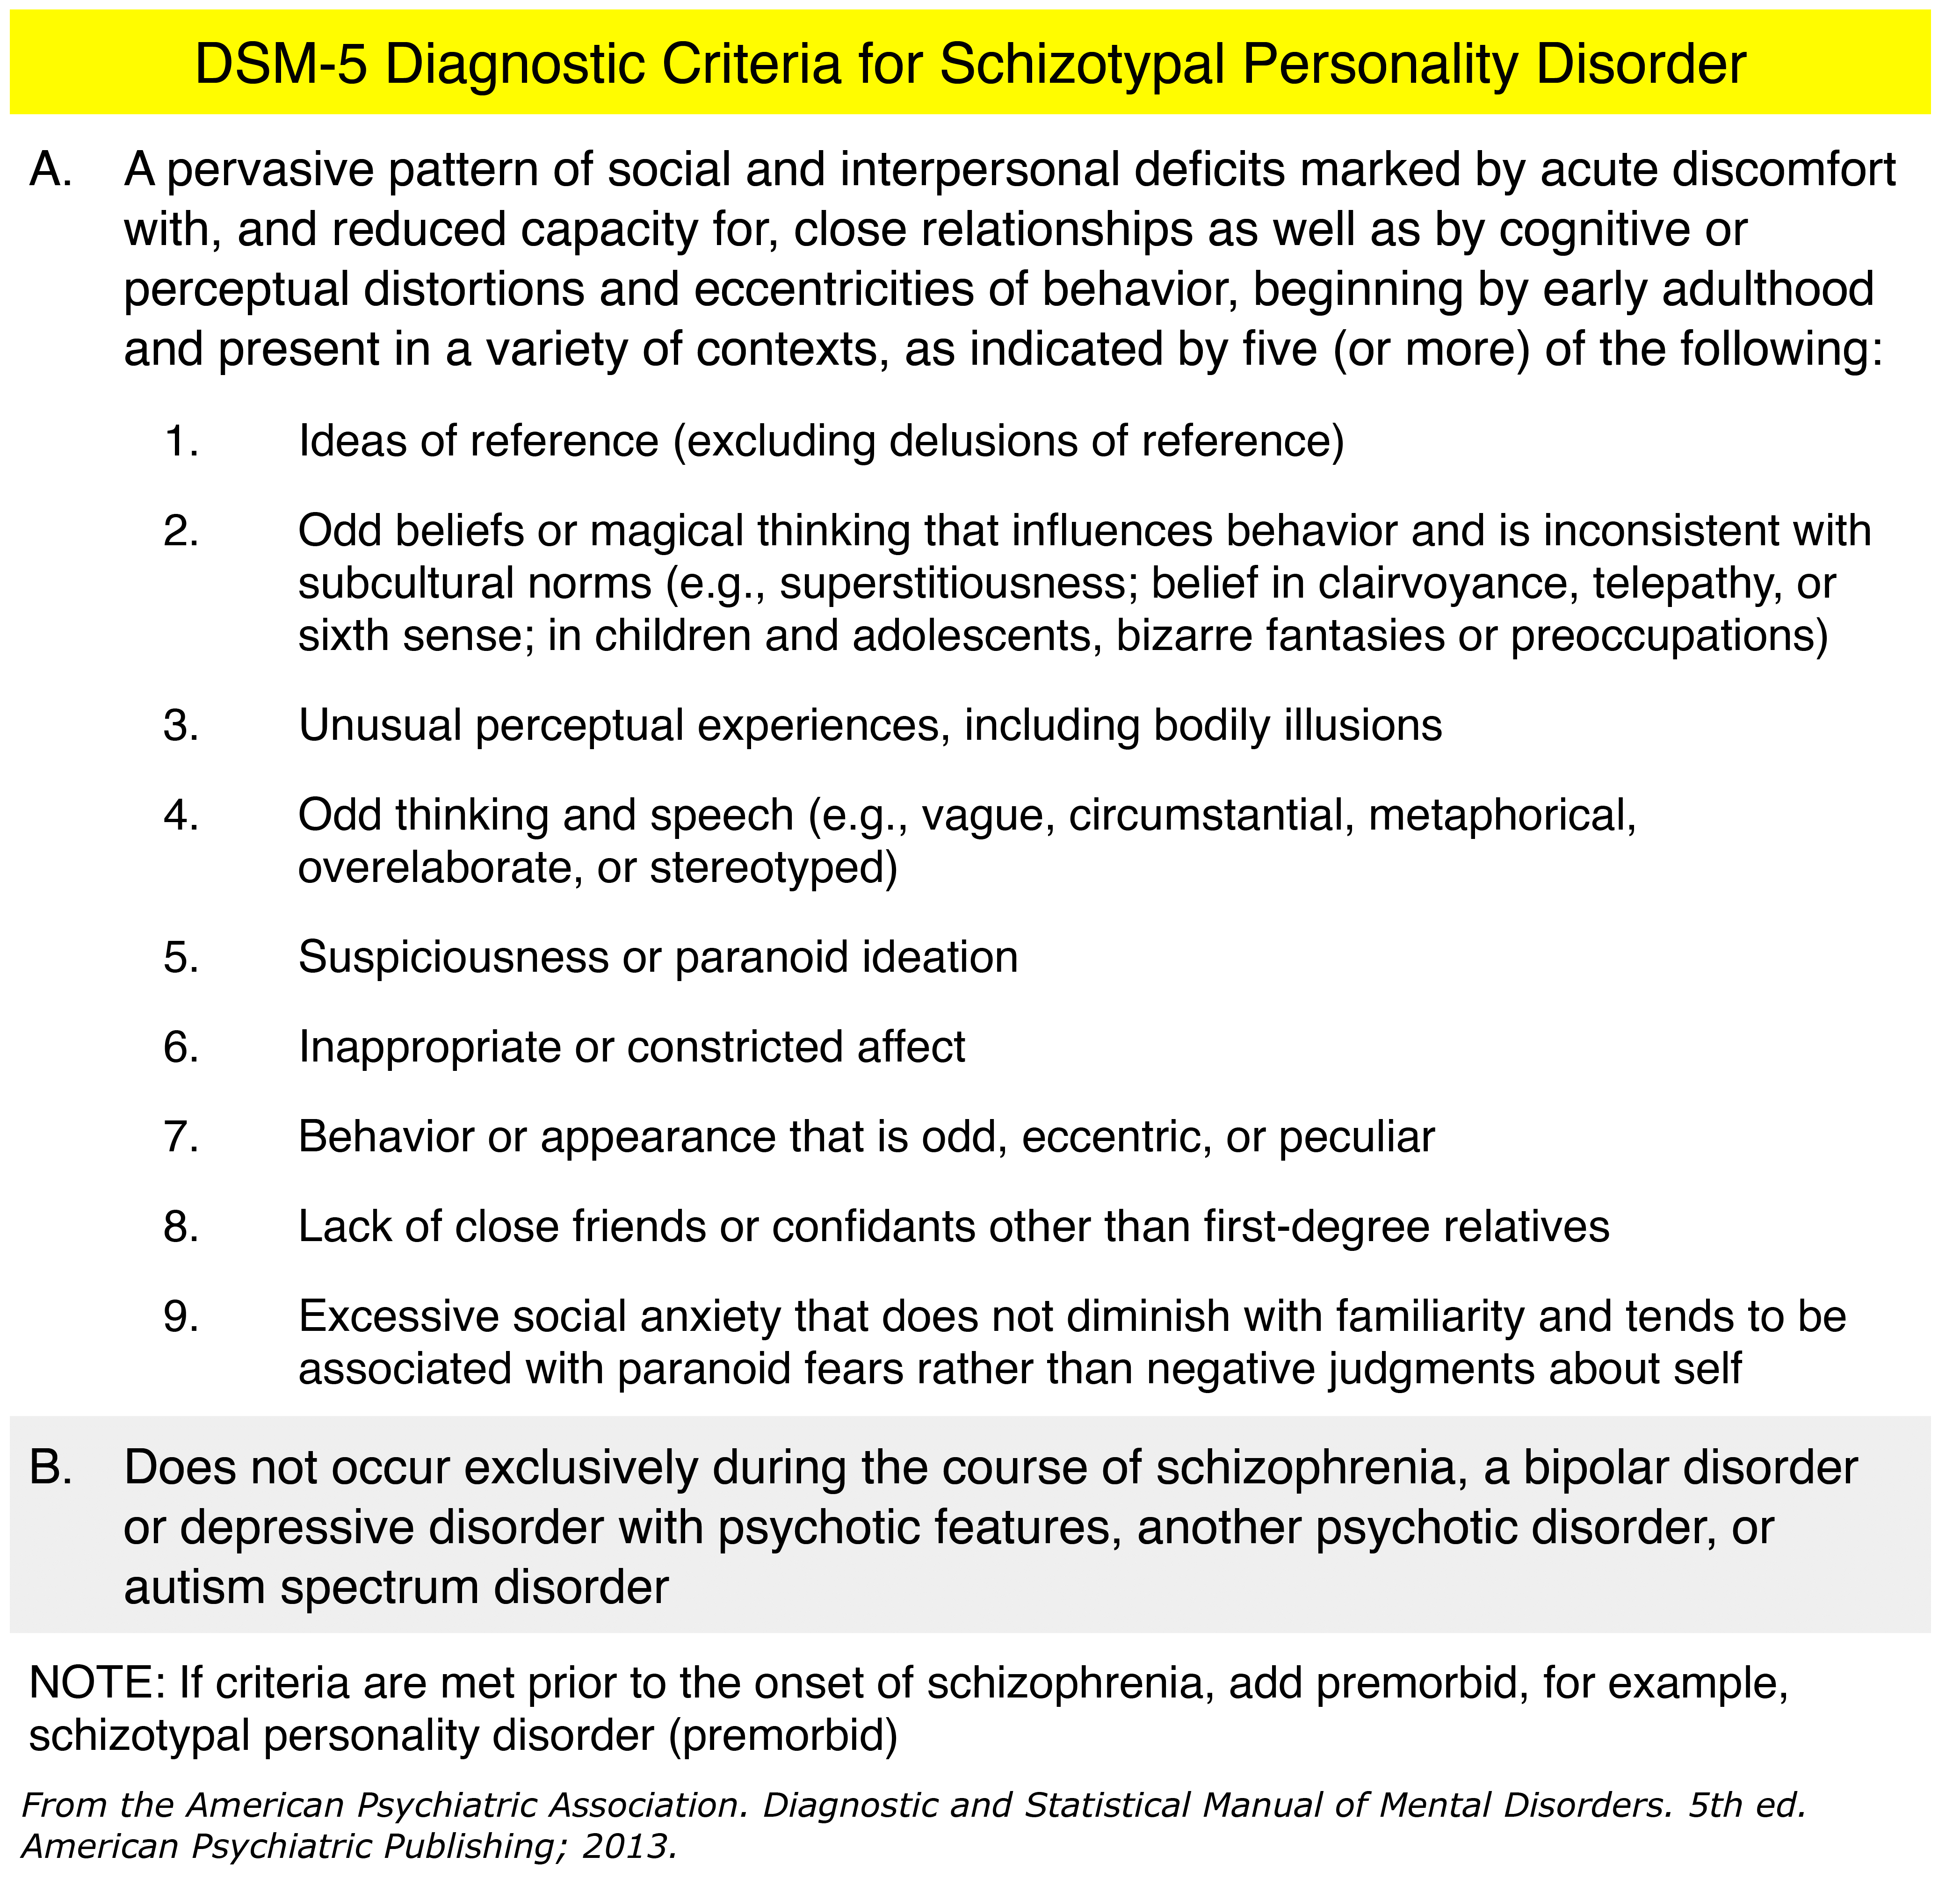 DSM-5 Diagnostic Criteria for Schizotypal Personality Disorder
A. A pervasive pattern of social and interpersonal deficits marked by acute discomfort
with, and reduced capacity for, close relationships as well as by cognitive or
perceptual distortions and eccentricities of behavior, beginning by early adulthood
and present in a variety of contexts, as indicated by five (or more) of the following:
1. Ideas of reference (excluding delusions of reference)
2. Odd beliefs or magical thinking that influences behavior and is inconsistent with
subcultural norms (e.g., superstitiousness; belief in clairvoyance, telepathy, or
sixth sense; in children and adolescents, bizarre fantasies or preoccupations)
3. Unusual perceptual experiences, including bodily illusions
4. Odd thinking and speech (e.g., vague, circumstantial, metaphorical,
overelaborate, or stereotyped)
5. Suspiciousness or paranoid ideation
6. Inappropriate or constricted affect
7. Behavior or appearance that is odd, eccentric, or peculiar
8. Lack of close friends or confidants other than first-degree relatives
9. Excessive social anxiety that does not diminish with familiarity and tends to be
associated with paranoid fears rather than negative judgments about self
B. Does not occur exclusively during the course of schizophrenia, a bipolar disorder
or depressive disorder with psychotic features, another psychotic disorder, or
autism spectrum disorder
NOTE: If criteria are met prior to the onset of schizophrenia, add premorbid, for example,
schizotypal personality disorder (premorbid)
From the American Psychiatric Association. Diagnostic and Statistical Manual of Mental Disorders. 5th ed.
American Psychiatric Publishing; 2013.